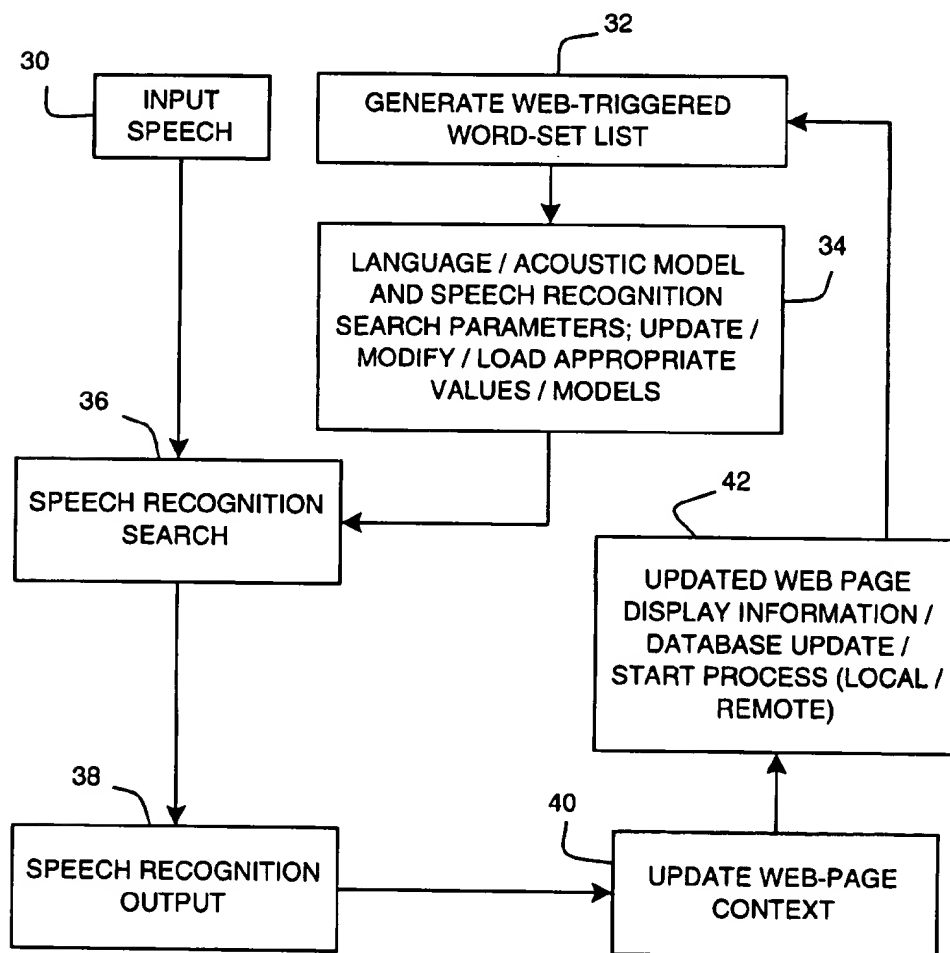 30
INPUT
SPEECH
32
GENERATE WEB-TRIGGERED
WORD-SET LIST
34
LANGUAGE / ACOUSTIC MODEL
AND SPEECH RECOGNITION
SEARCH PARAMETERS; UPDATE /
MODIFY / LOAD APPROPRIATE
VALUES / MODELS
36
SPEECH RECOGNITION
SEARCH
42
UPDATED WEB PAGE
DISPLAY INFORMATION /
DATABASE UPDATE /
START PROCESS (LOCAL /
REMOTE)
38
SPEECH RECOGNITION
OUTPUT
40
UPDATE WEB-PAGE
CONTEXT